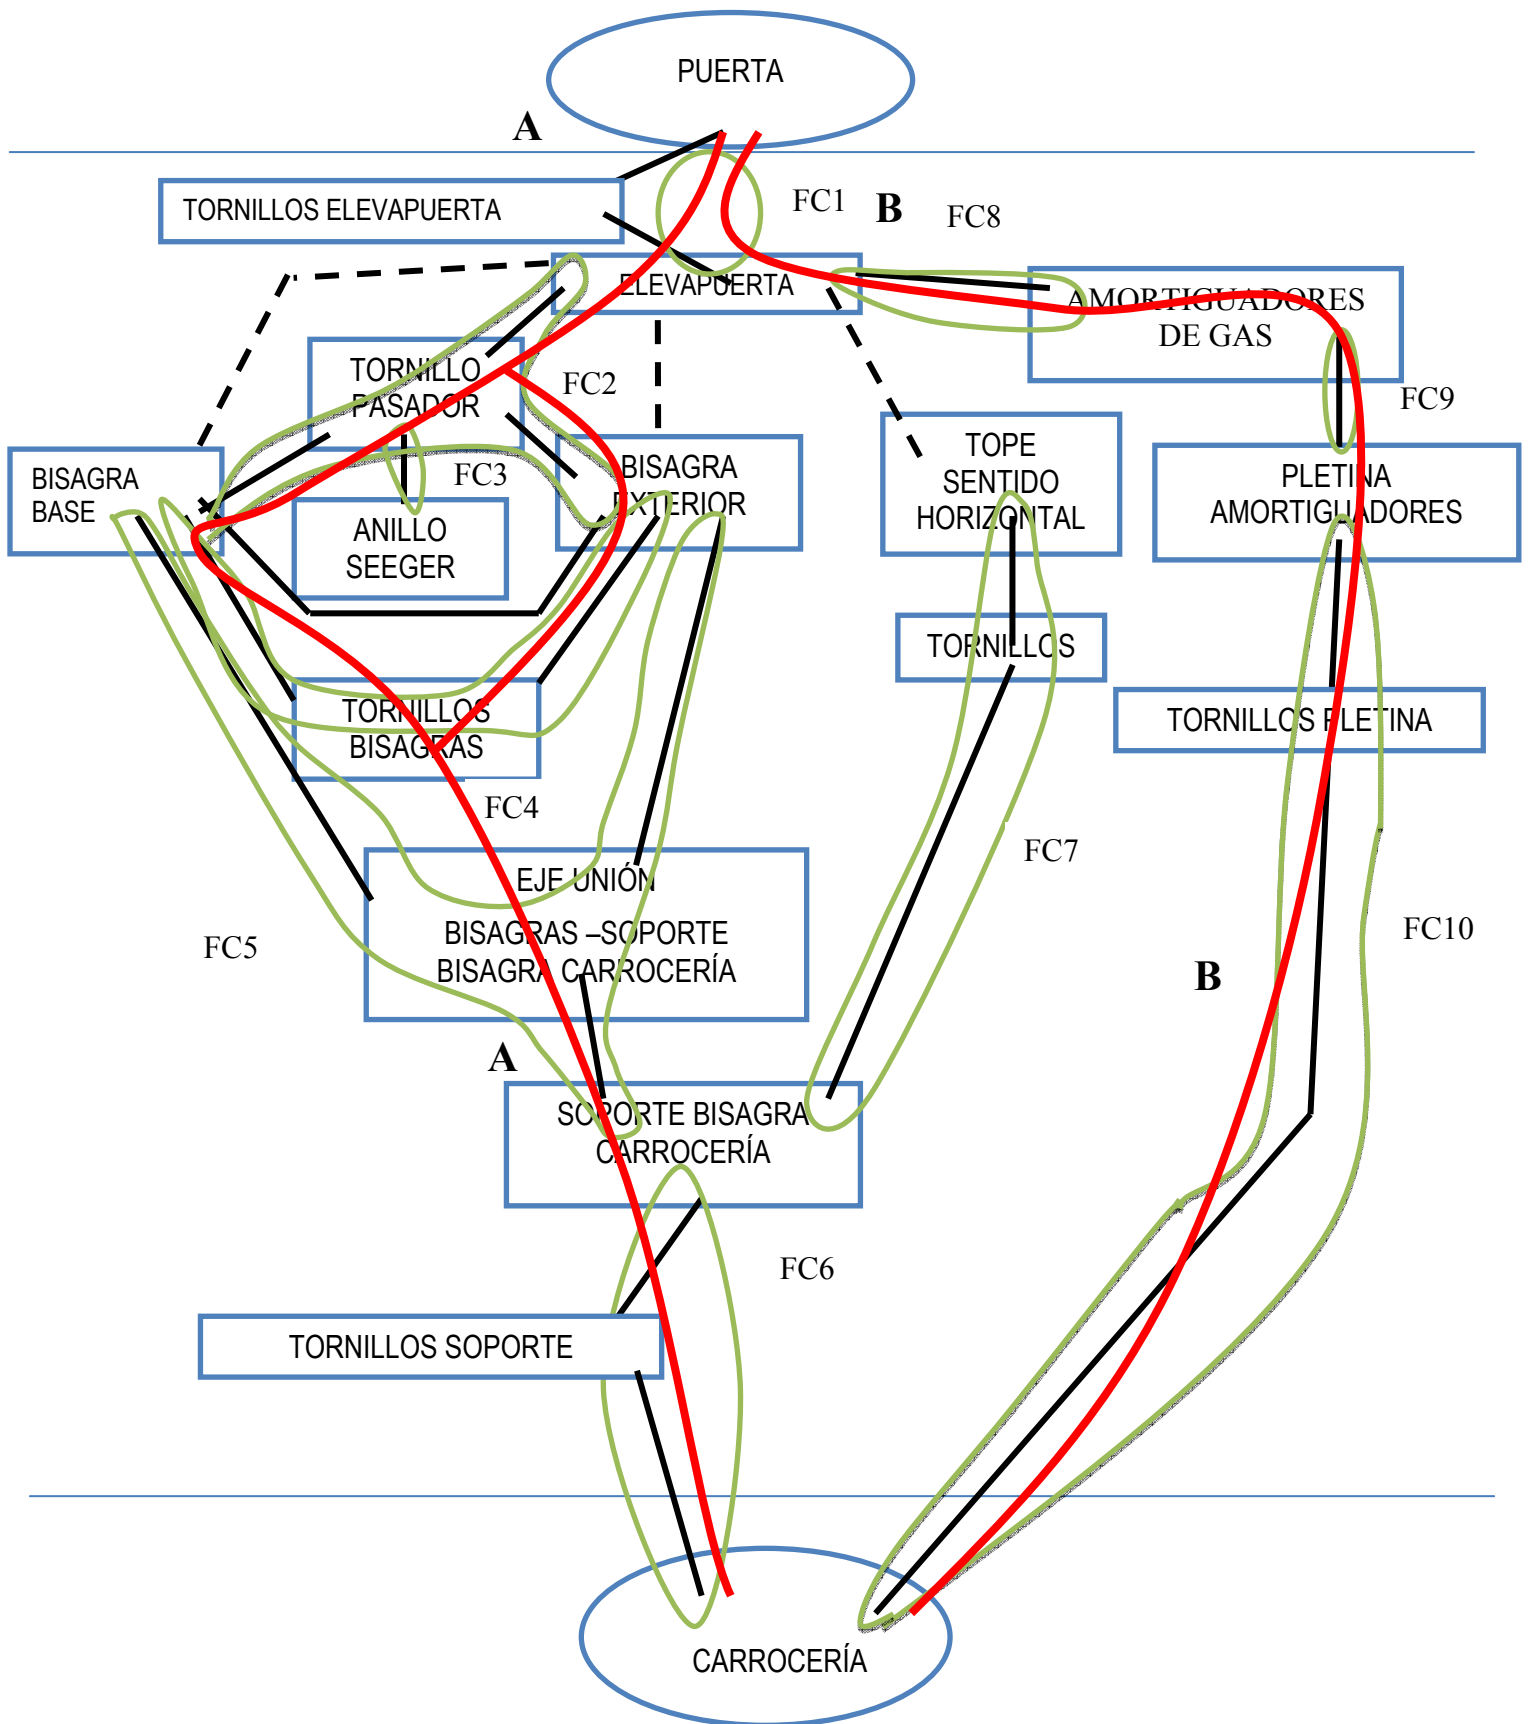 PUERTA
A
TORNILLOS ELEVAPUERTA
FC1
B
FC8
ELEVAPUERTA
AMORTIGUADORES
DE GAS
TORNILLO
PASADOR
FC2
FC9
BISAGRA
BASE
FC3
BISAGRA
EXTERIOR
TOPE
SENTIDO
HORIZONTAL
PLETINA
AMORTIGUADORES
ANILLO
SEEGER
TORNILLOS
TORNILLOS
BISAGRAS
TORNILLOS PLETINA
FC4
FC7
EJE UNIÓN
BISAGRAS –SOPORTE
BISAGRA CARROCERÍA
FC5
FC10
B
A
SOPORTE BISAGRA
CARROCERÍA
FC6
TORNILLOS SOPORTE
CARROCERÍA